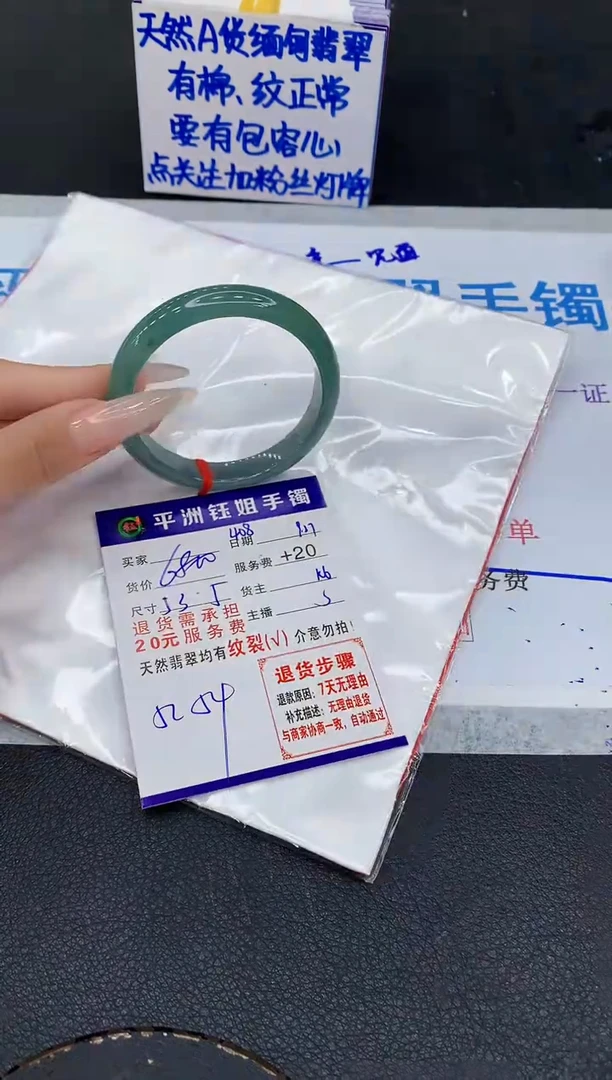 天然A货缅甸翡翠
有棉、纹正常
要有包容心
点关注加粉丝灯牌
手镯
一证
单
务费
平洲钰姐手镯
买家
日期
货价 6800
服务费 +20
尺寸 53.5
货主
主播
退货需承担
20元服务费
天然翡翠均有纹裂(√) 介意勿拍!
退货步骤
退款原因:7天无理由
补充描述:无理由退货
与商家协商一致,自动通过
52 54